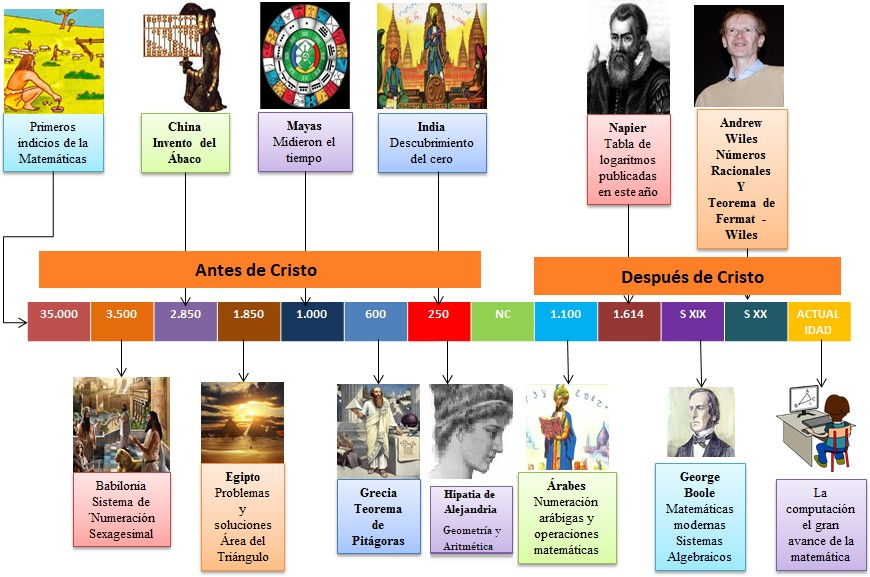 Primeros
indicios de la
Matemáticas
China
Invento del
Ábaco
Mayas
Midieron el
tiempo
India
Descubrimiento
del cero
Napier
Tabla de
logaritmos
publicadas
en este año
Andrew
Wiles
Números
Racionales
Y
Teorema de
Fermat -
Wiles
Antes de Cristo
Después de Cristo
35.000
3.500
2.850
1.850
1.000
600
250
NC
1.100
1.614
S XIX
S XX
ACTUAL
IDAD
Babilonia
Sistema de
´Numeración
Sexagesimal
Egipto
Problemas
y
soluciones
Área del
Triángulo
Grecia
Teorema
de
Pitágoras
Hipatia de
Alejandría
Geometría y
Aritmética
Árabes
Numeración
arábigas y
operaciones
matemáticas
George
Boole
Matemáticas
modernas
Sistemas
Algebraicos
La
computación
el gran
avance de la
matemática